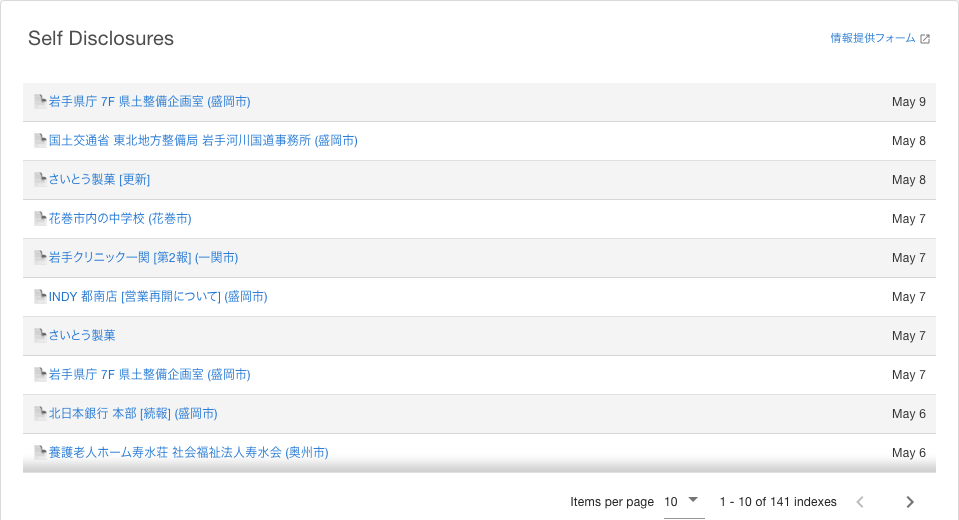 Self Disclosures
情報提供フォーム
岩手県庁 7F 県土整備企画室 (盛岡市) May 9
国土交通省 東北地方整備局 岩手河川国道事務所 (盛岡市) May 8
さいとう製菓 [更新] May 8
花巻市内の中学校 (花巻市) May 7
岩手クリニック一関 [第2報] (一関市) May 7
INDY 都南店 [営業再開について] (盛岡市) May 7
さいとう製菓 May 7
岩手県庁 7F 県土整備企画室 (盛岡市) May 7
北日本銀行 本部 [続報] (盛岡市) May 6
養護老人ホーム寿水荘 社会福祉法人寿水会 (奥州市) May 6
Items per page 10 1 - 10 of 141 indexes